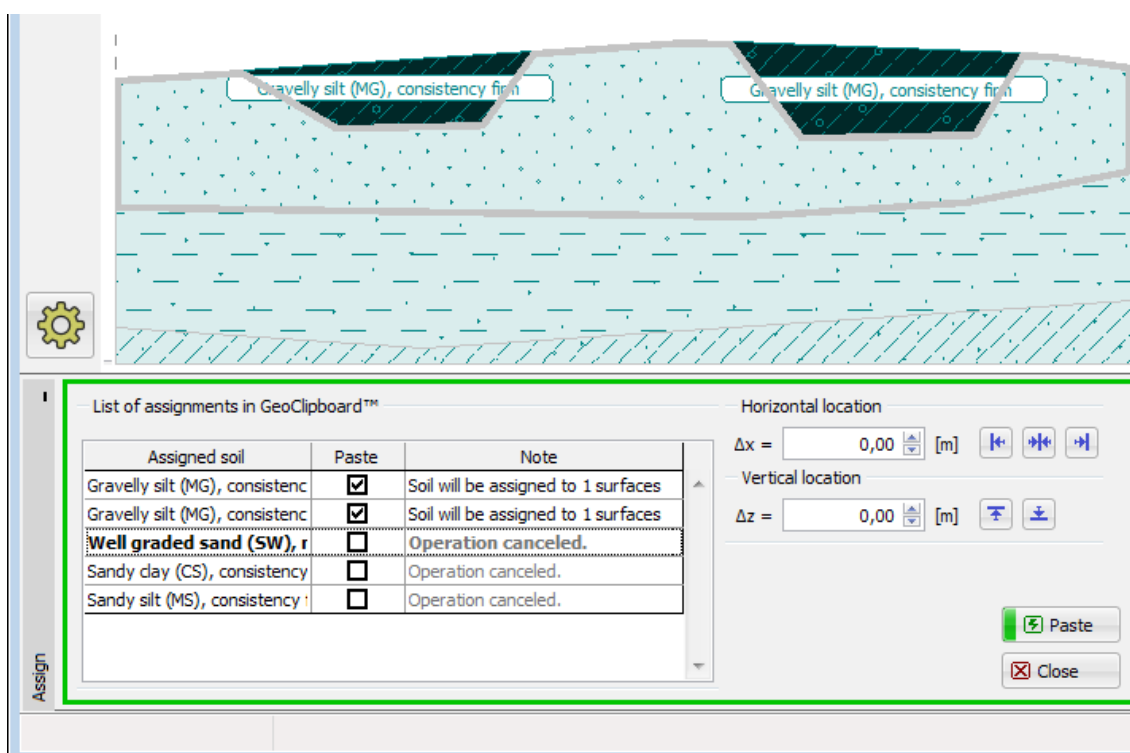 Gravelly silt (MG), consistency firm
Gravelly silt (MG), consistency firm
List of assignments in GeoClipboard™
Assigned soil Paste Note
Gravelly silt (MG), consistenc Soil will be assigned to 1 surfaces
Gravelly silt (MG), consistenc Soil will be assigned to 1 surfaces
Well graded sand (SW), r Operation canceled.
Sandy clay (CS), consistency Operation canceled.
Sandy silt (MS), consistency Operation canceled.
Horizontal location
Δx = 0,00 [m]
Vertical location
Δz = 0,00 [m]
Paste
Close
Assign